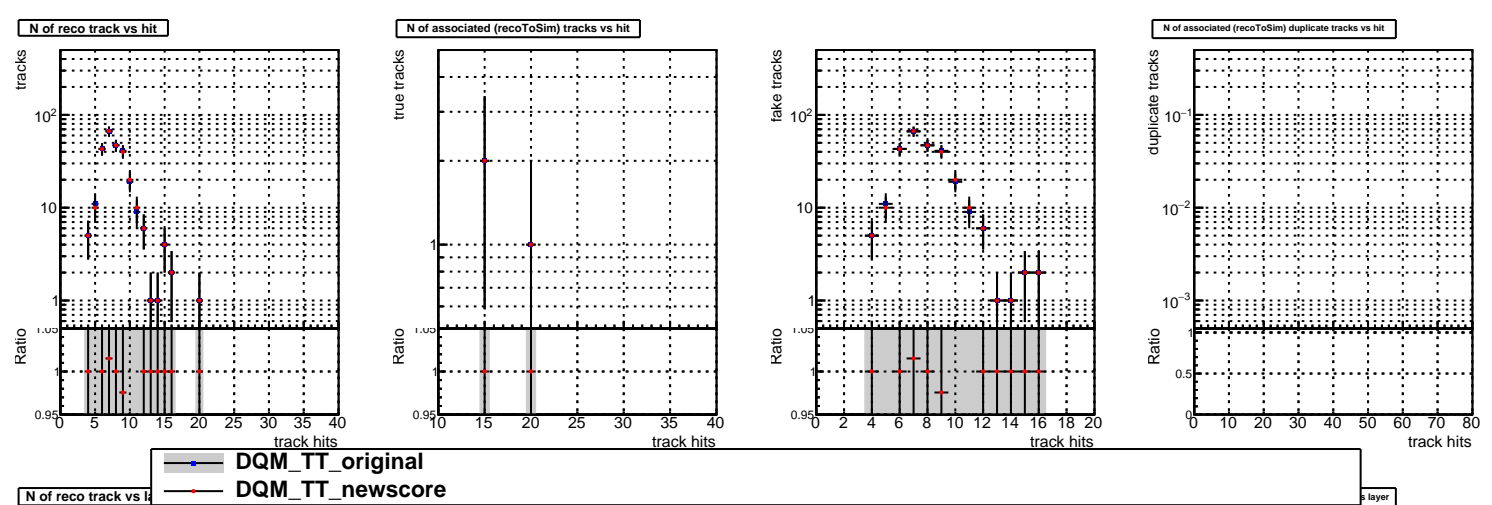 N of reco track vs hit
tracks
10²
10
1
Ratio
1.05
1
0.95
0 5 10 15 20 25 30 35 40
track hits
N of associated (recoToSim) tracks vs hit
true tracks
1
Ratio
1.05
1
0.95
10 15 20 25 30 35 40
track hits
fake tracks
10²
10
1
Ratio
1.05
1
0.95
0 2 4 6 8 10 12 14 16 18 20
track hits
N of associated (recoToSim) duplicate tracks vs hit
duplicate tracks
10⁻¹
10⁻²
10⁻³
Ratio
1
0.5
0
0 10 20 30 40 50 60 70 80
track hits
DQM_TT_original
DQM_TT_newscore
N of reco track vs la
s layer